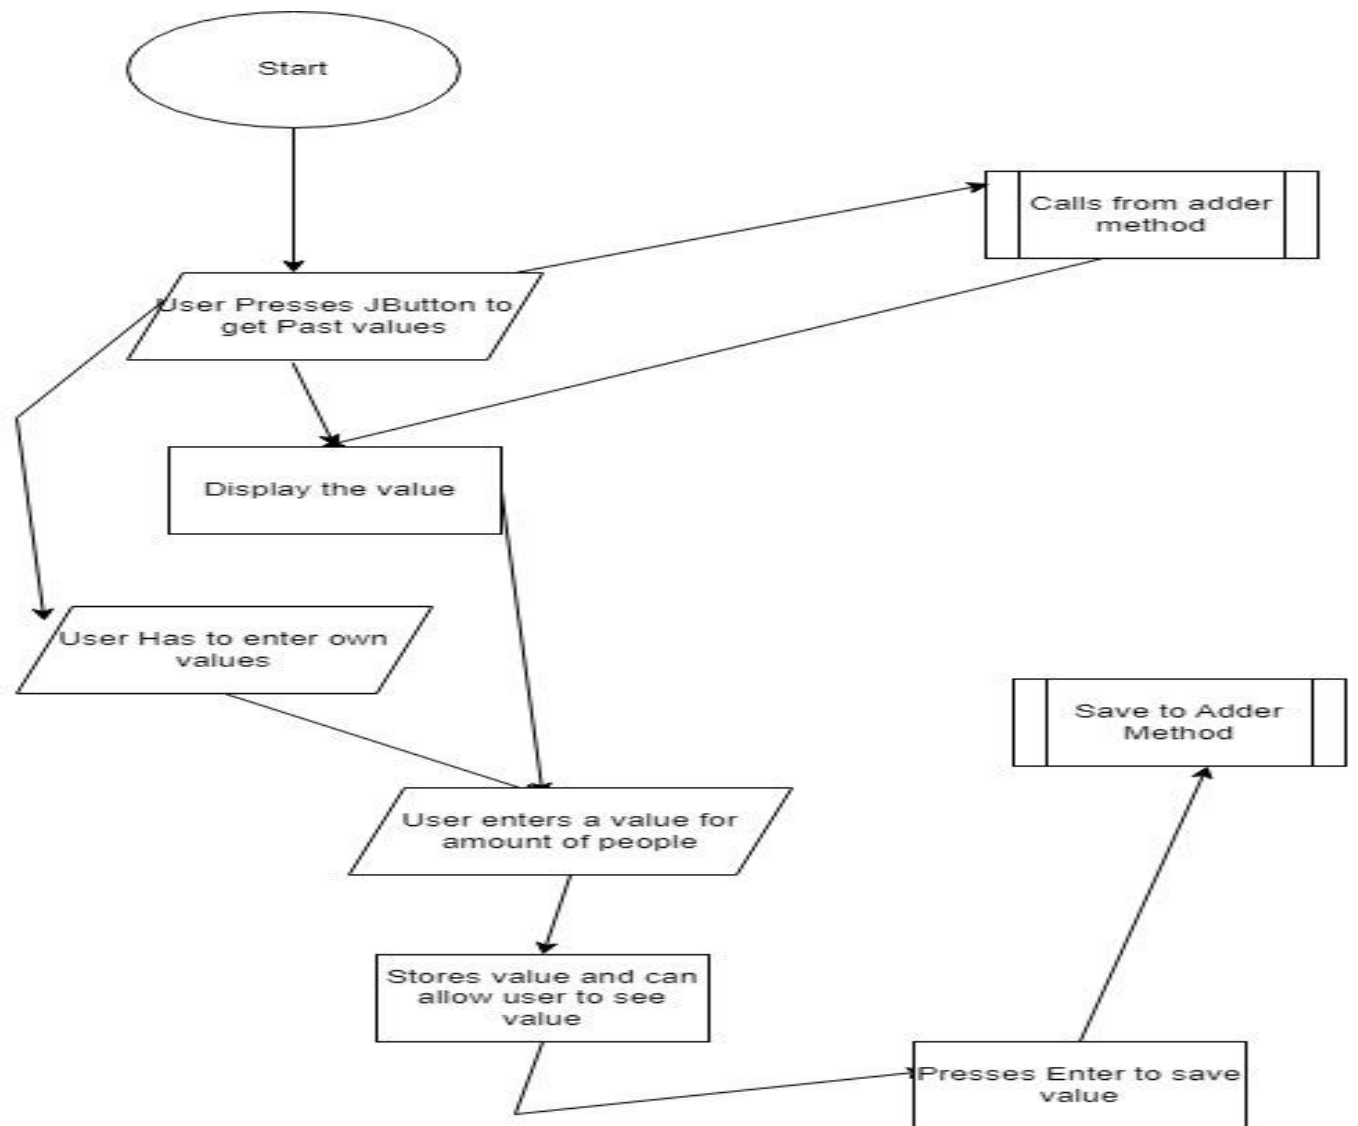 Start
Calls from adder
method
User Presses JButton to
get Past values
Display the value
User Has to enter own
values
Save to Adder
Method
User enters a value for
amount of people
Stores value and can
allow user to see
value
Presses Enter to save
value